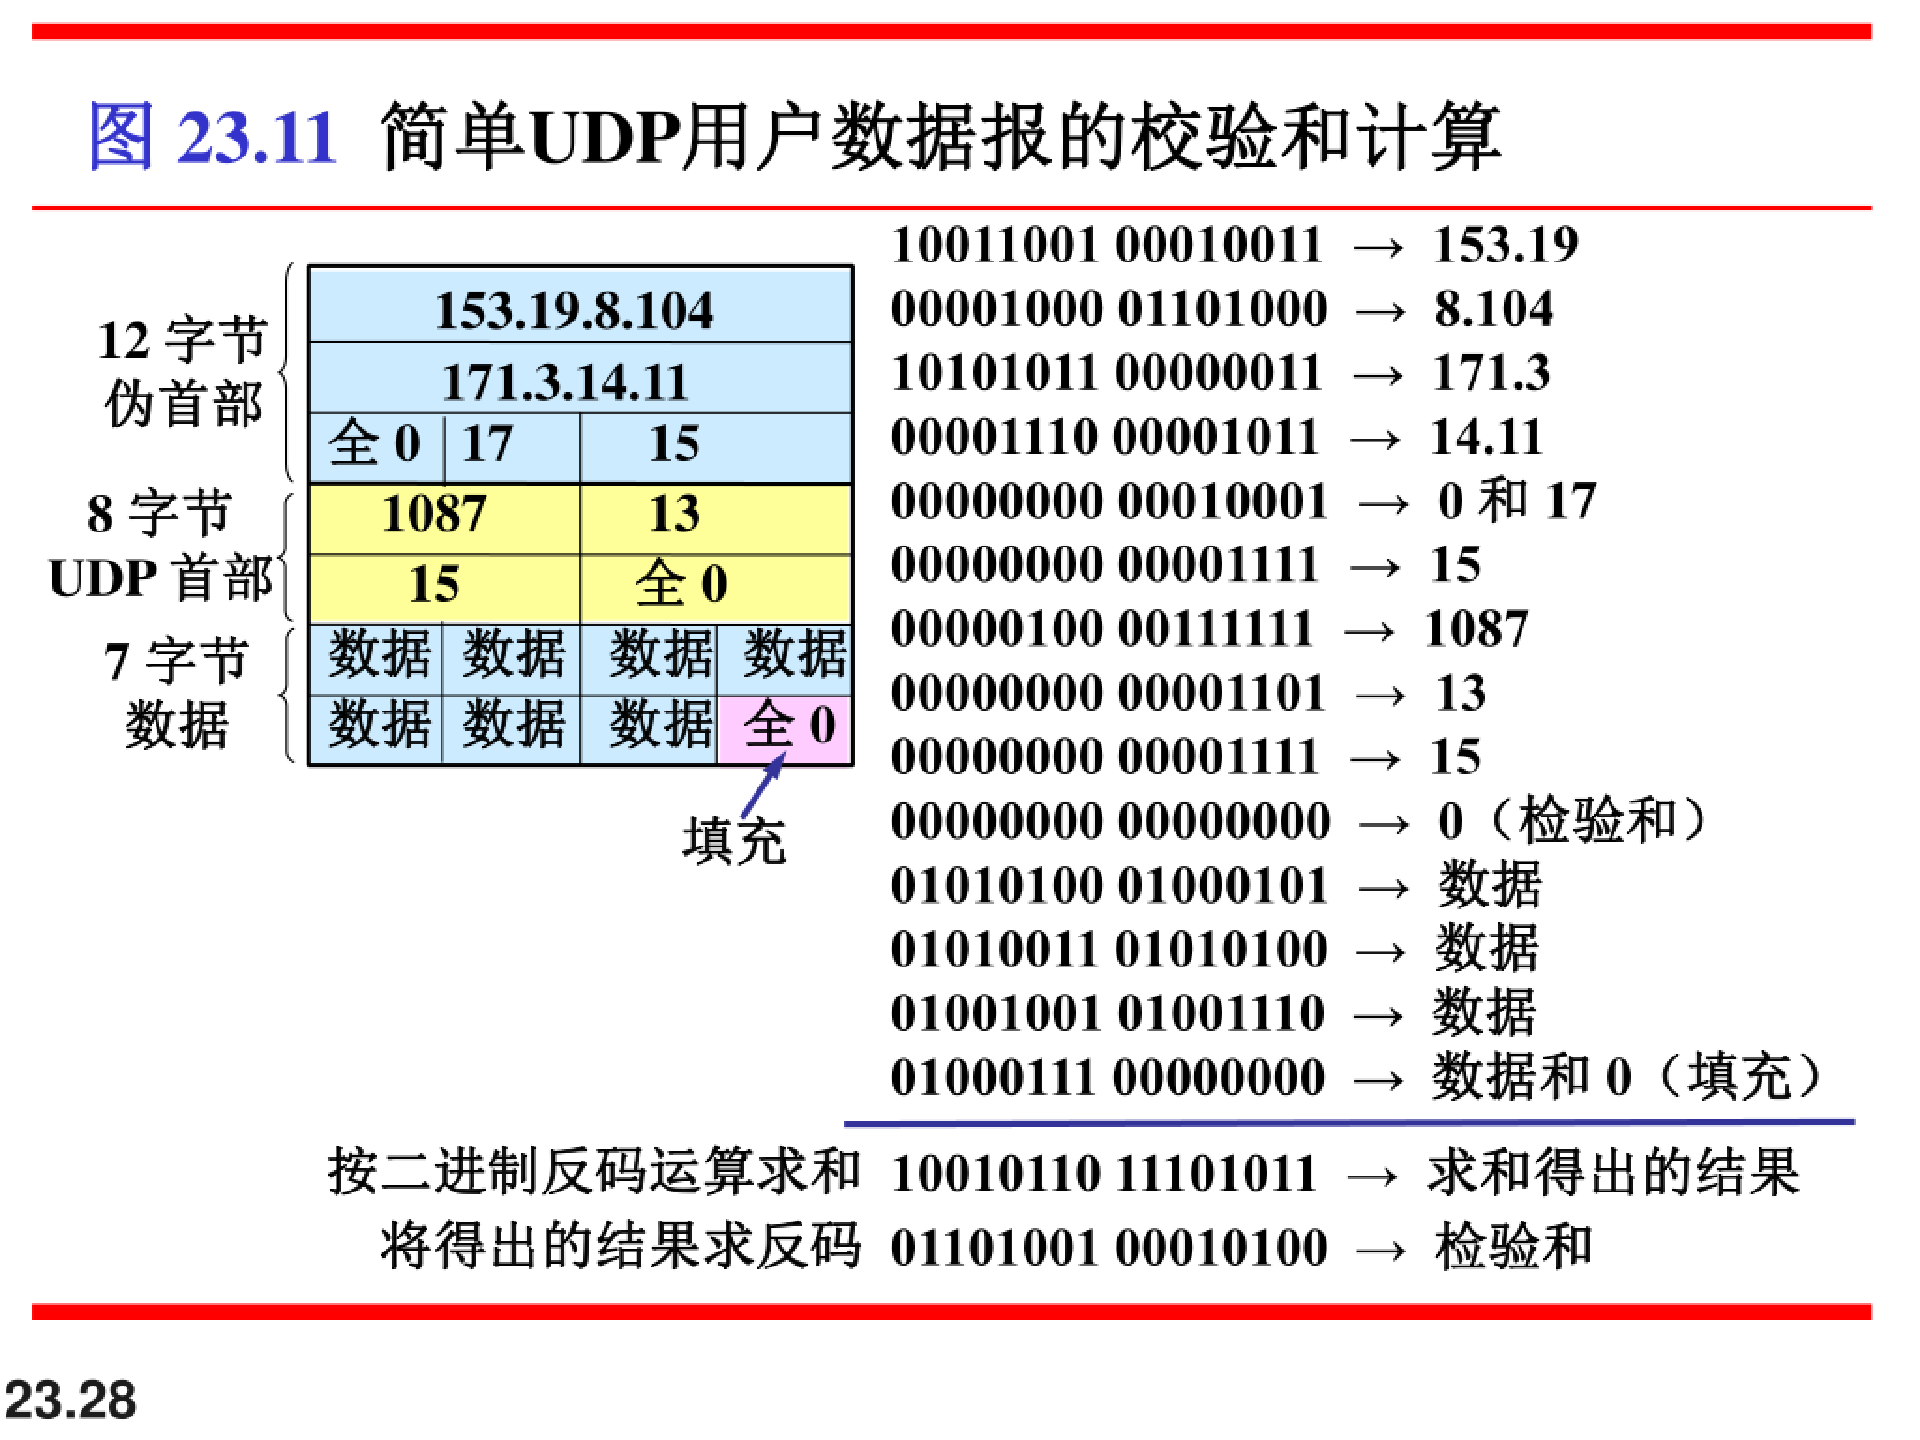 图 23.11 简单UDP用户数据报的校验和计算
12 字节
伪首部
153.19.8.104
171.3.14.11
全 0 17 15
8 字节
UDP 首部
1087 13
15 全 0
7 字节
数据
数据 数据 数据 数据
数据 数据 数据 全 0
填充
10011001 00010011 → 153.19
00001000 01101000 → 8.104
10101011 00000011 → 171.3
00001110 00001011 → 14.11
00000000 00010001 → 0 和 17
00000000 00001111 → 15
00000100 00111111 → 1087
00000000 00001101 → 13
00000000 00001111 → 15
00000000 00000000 → 0（检验和）
01010100 01000101 → 数据
01010011 01010100 → 数据
01001001 01001110 → 数据
01000111 00000000 → 数据和 0（填充）
按二进制反码运算求和 10010110 11101011 → 求和得出的结果
将得出的结果求反码 01101001 00010100 → 检验和
23.28